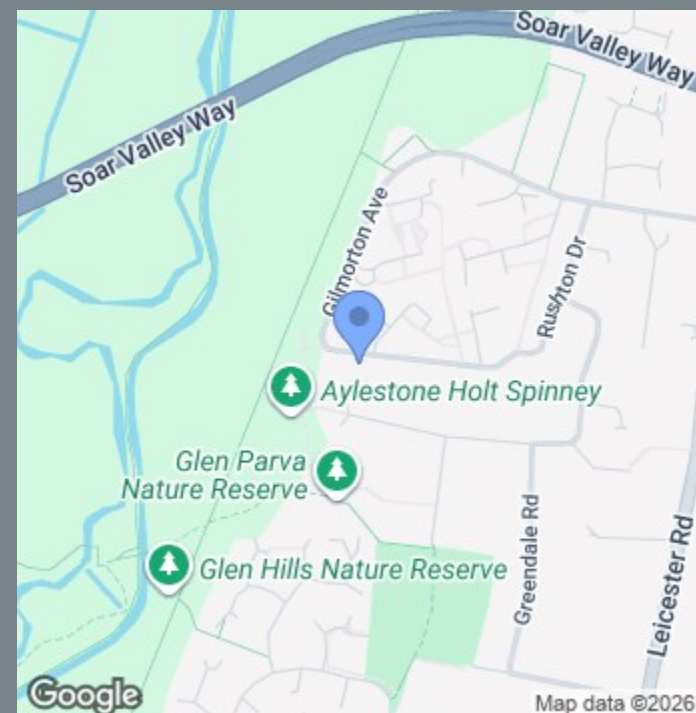 Soar Valley Way
Soar Valley Way
Gilmorton Ave
Rushton Dr
Aylestone Holt Spinney
Glen Parva
Nature Reserve
Greendale Rd
Glen Hills Nature Reserve
Leicester Rd
Google
Map data ©2026